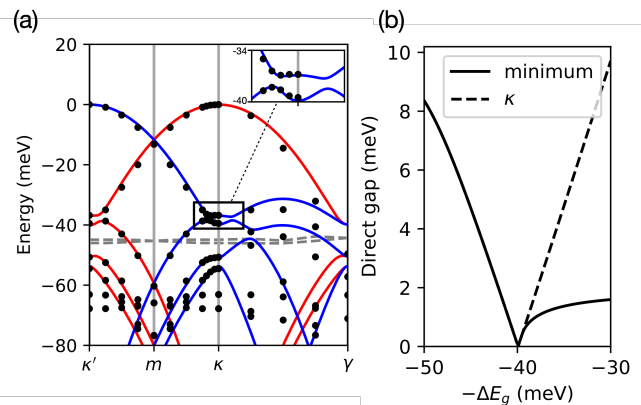 (a)
(b)
Energy (meV)
20
0
−20
−40
−60
−80
-34
-40
κ′
m
κ
γ
Direct gap (meV)
10
8
6
4
2
0
minimum
κ
−50
−40
−30
−ΔE_g (meV)